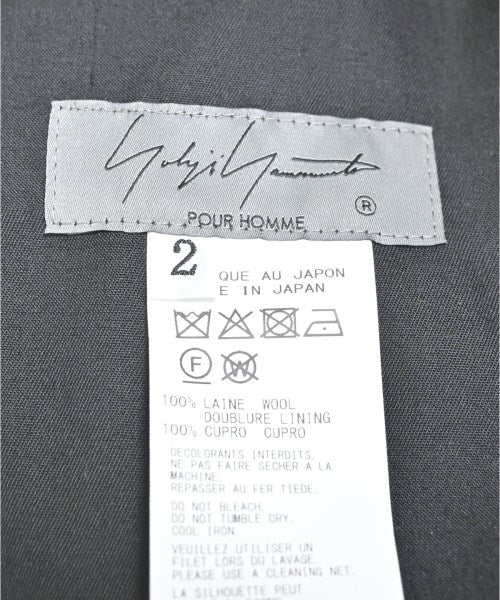 Yohji Yamamoto
®
POUR HOMME
2
QUE AU JAPON
E IN JAPAN
F
W
100% LAINE WOOL
DOUBLURE LINING
100% CUPRO CUPRO
DECOLORANTS INTERDITS.
NE PAS FAIRE SECHER A LA
MACHINE.
REPASSER AU FER TIEDE.
DO NOT BLEACH.
DO NOT TUMBLE DRY.
COOL IRON.
VEUILLEZ UTILISER UN
FILET LORS DU LAVAGE.
PLEASE USE A CLEANING NET.
LA SILHOUETTE PEUT